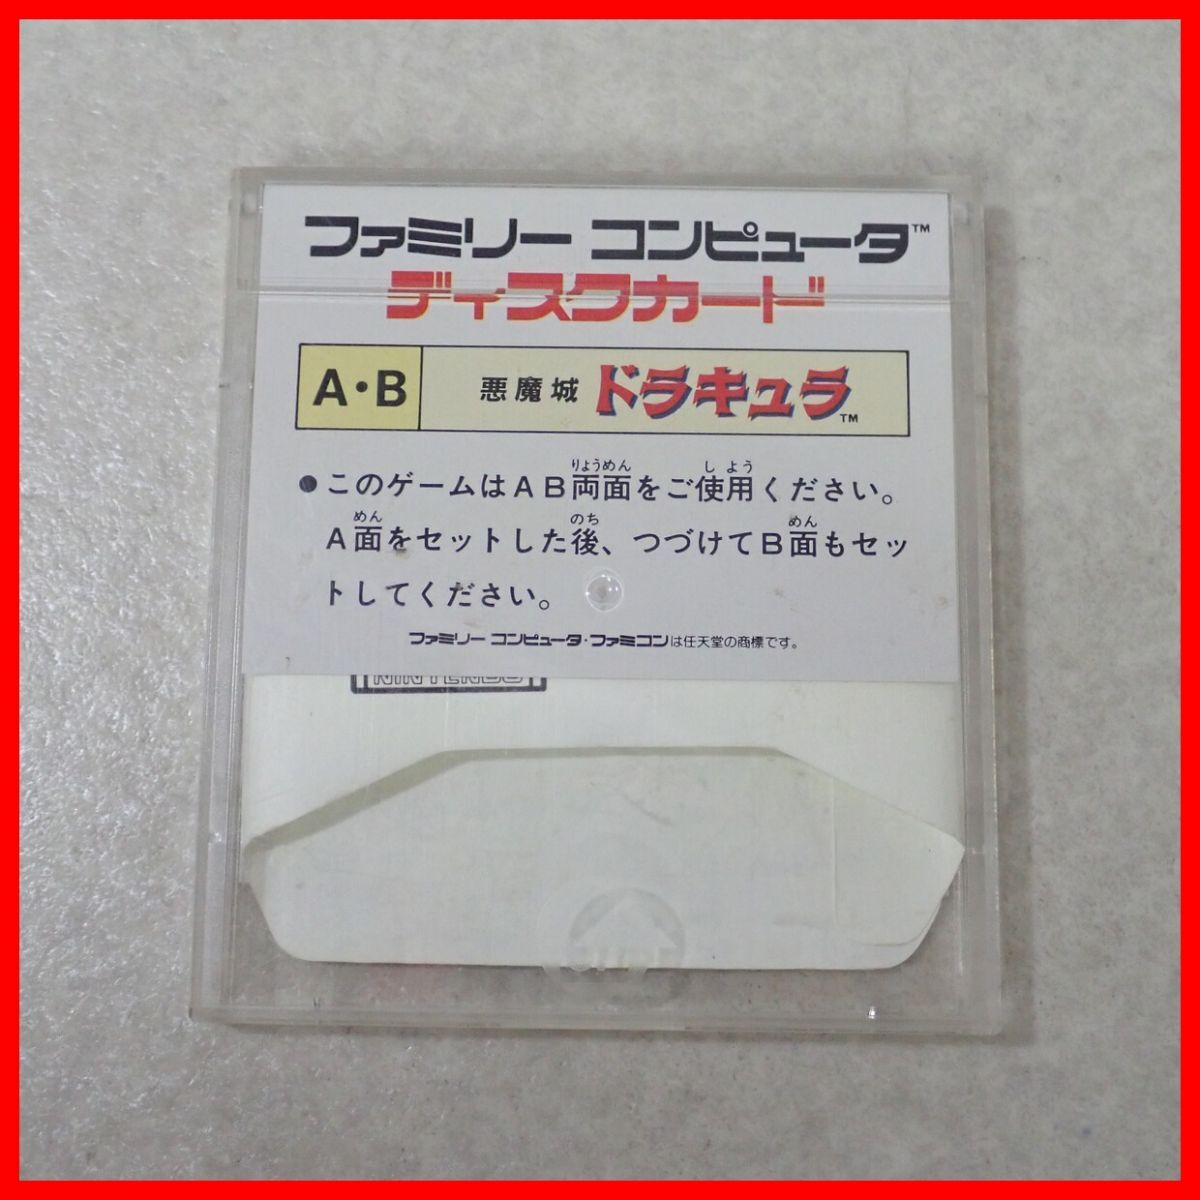 ファミリー コンピュータ™
ディスクカード
A・B 悪魔城 ドラキュラ™
りょうめん しよう
●このゲームはAB両面をご使用ください。
めん のち めん
A面をセットした後、つづけてB面もセッ
トしてください。
ファミリー コンピュータ・ファミコンは任天堂の商標です。
NINTENDO